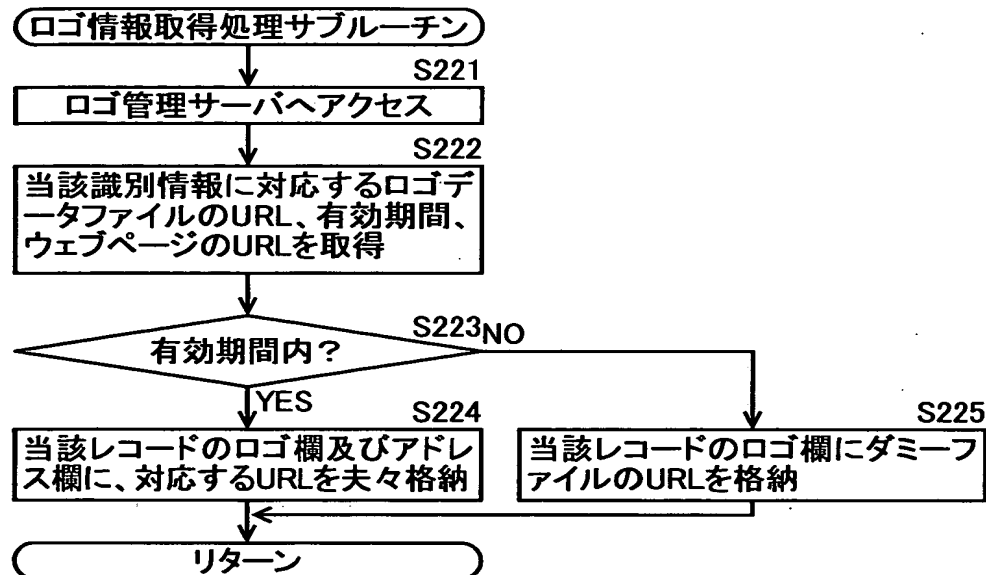 ロゴ情報取得処理サブルーチン
S221
ロゴ管理サーバへアクセス
S222
当該識別情報に対応するロゴデ
ータファイルのURL、有効期間、
ウェブページのURLを取得
S223
有効期間内?
NO
YES
S224
当該レコードのロゴ欄及びアドレ
ス欄に、対応するURLを夫々格納
S225
当該レコードのロゴ欄にダミーフ
ァイルのURLを格納
リターン